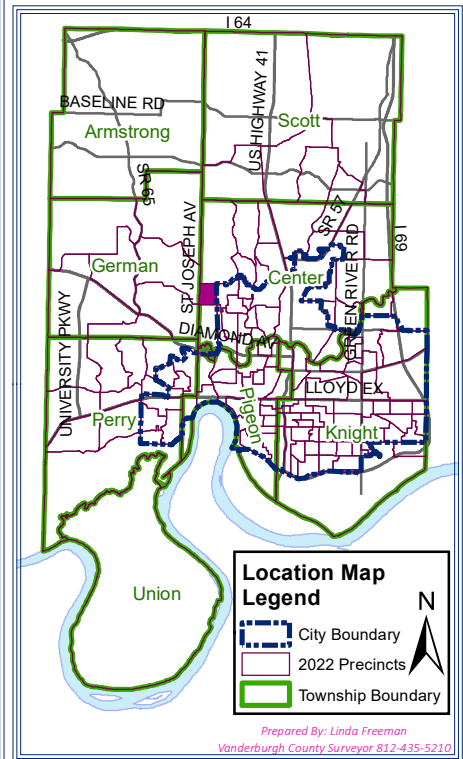 I 64
US HIGHWAY 41
BASELINE RD
Scott
Armstrong
SR 65
ST JOSEPH AV
SR 57
GREEN RIVER RD
I 69
German
Center
UNIVERSITY PKWY
DIAMOND AV
LLOYD EX
Perry
Pigeon
Knight
Union
Location Map
Legend
N
City Boundary
2022 Precincts
Township Boundary
Prepared By: Linda Freeman
Vanderburgh County Surveyor 812-435-5210